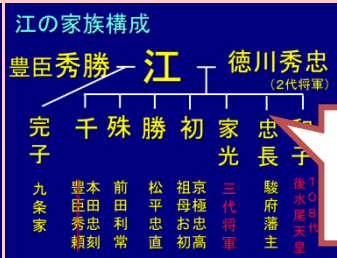 江の家族構成
豊臣秀勝
江
徳川秀忠
(2代将軍)
完子
千
殊
勝
初
家光
忠長
子
九条家
豊臣秀頼
本田忠刻
前田利常
松平忠直
祖母お初
京極忠高
三代将軍
駿府藩主
108代
後水尾天皇